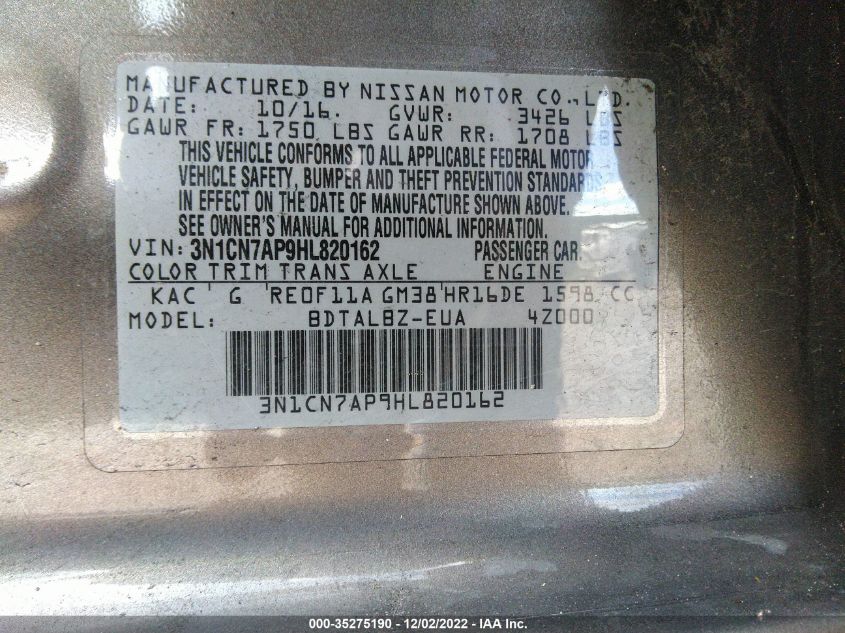 MANUFACTURED BY NISSAN MOTOR CO., LTD.
DATE: 10/16. GVWR: 3426 LBS
GAWR FR: 1750 LBS GAWR RR: 1708 LBS
THIS VEHICLE CONFORMS TO ALL APPLICABLE FEDERAL MOTOR
VEHICLE SAFETY, BUMPER AND THEFT PREVENTION STANDARDS
IN EFFECT ON THE DATE OF MANUFACTURE SHOWN ABOVE.
SEE OWNER'S MANUAL FOR ADDITIONAL INFORMATION.
VIN: 3N1CN7AP9HL820162 PASSENGER CAR.
COLOR TRIM TRANS AXLE ENGINE
KAC G RE0F11A GM38 HR16DE 1598 CC
MODEL: BDTALBZ-EUA 4Z000
3N1CN7AP9HL820162
000-35275190 - 12/02/2022 - IAA Inc.